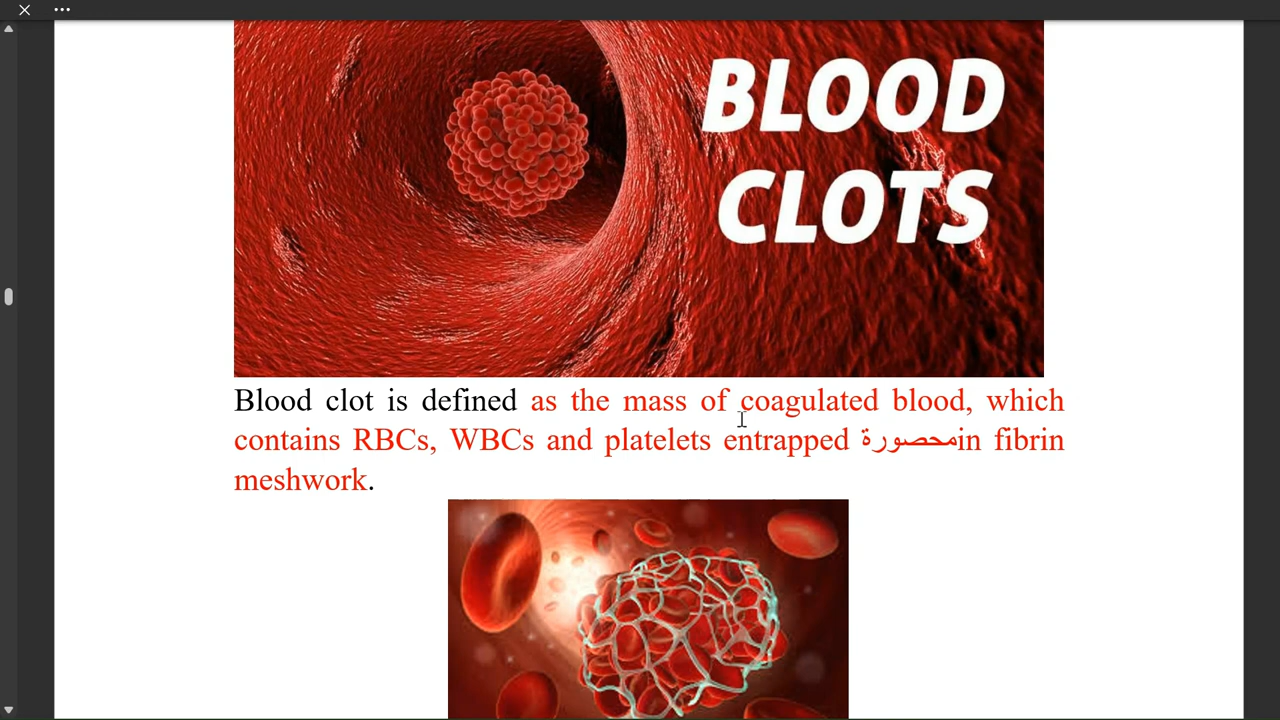 BLOOD
CLOTS
Blood clot is defined as the mass of coagulated blood, which
contains RBCs, WBCs and platelets entrapped محصورةin fibrin
meshwork.